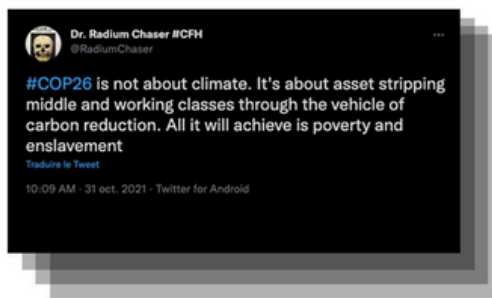 Dr. Radium Chaser #CFH
@RadiumChaser
#COP26 is not about climate. It's about asset stripping
middle and working classes through the vehicle of
carbon reduction. All it will achieve is poverty and
enslavement
Traduire le Tweet
10:09 AM · 31 oct. 2021 · Twitter for Android